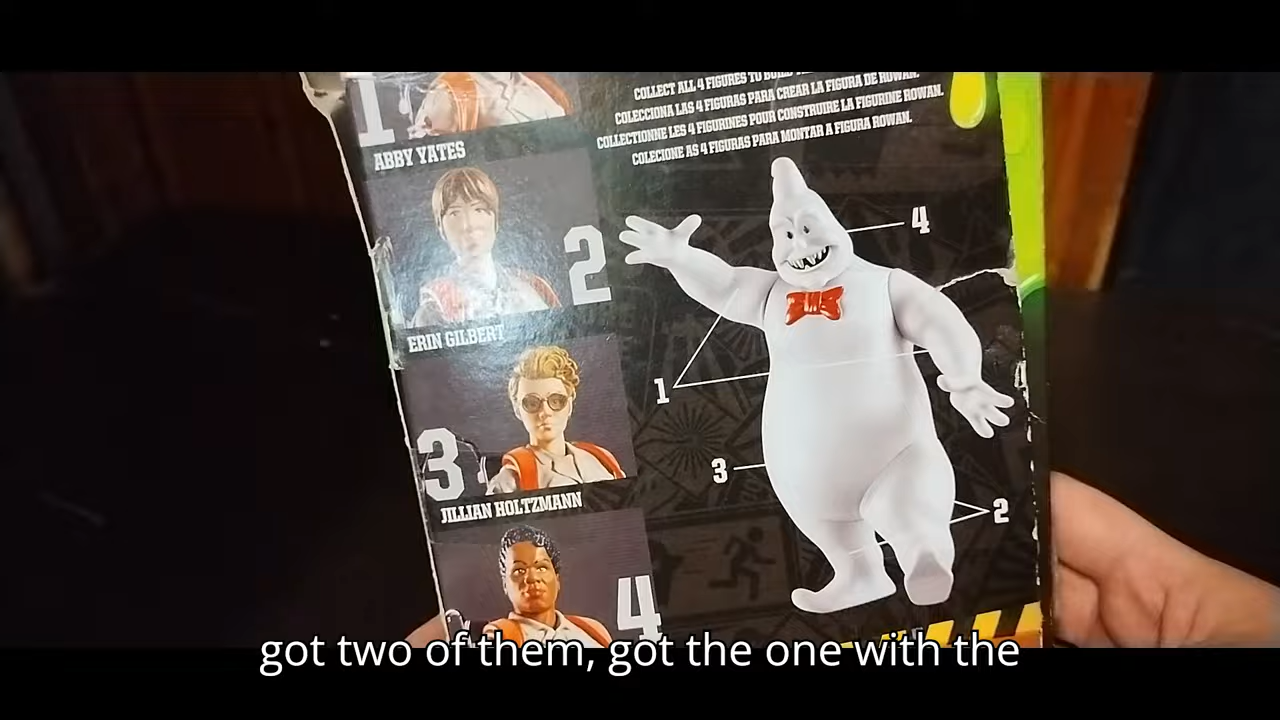 COLLECT ALL 4 FIGURES TO BUILD
COLECCIONA LAS 4 FIGURAS PARA CREAR LA FIGURA DE ROWAN.
COLLECTIONNE LES 4 FIGURINES POUR CONSTRUIRE LA FIGURINE ROWAN.
COLECIONE AS 4 FIGURAS PARA MONTAR A FIGURA ROWAN.
1
ABBY YATES
2
ERIN GILBERT
3
JILLIAN HOLTZMANN
4
4
1
3
2
got two of them, got the one with the